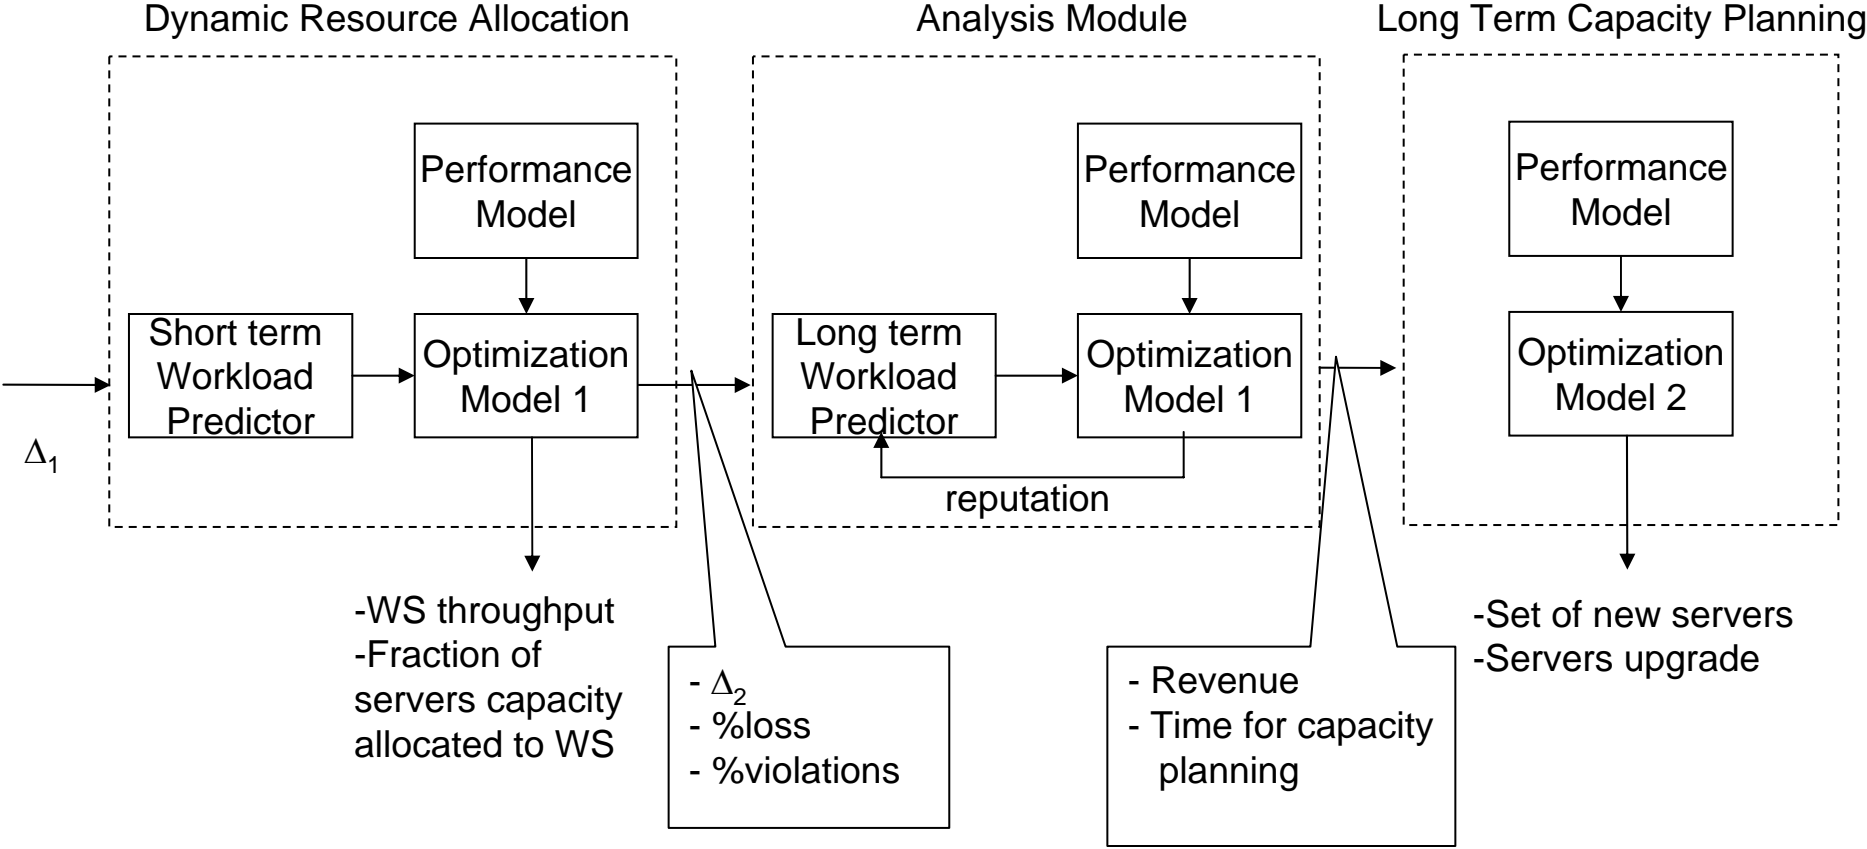 Dynamic Resource Allocation
Analysis Module
Long Term Capacity Planning
Performance
Model
Short term
Workload
Predictor
Optimization
Model 1
Δ1
Performance
Model
Long term
Workload
Predictor
Optimization
Model 1
reputation
Performance
Model
Optimization
Model 2
-WS throughput
-Fraction of
servers capacity
allocated to WS
- Δ2
- %loss
- %violations
- Revenue
- Time for capacity
planning
-Set of new servers
-Servers upgrade